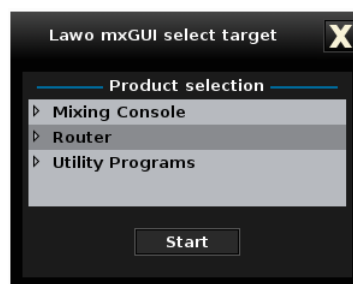 Lawo mxGUI select target
X
Product selection
Mixing Console
Router
Utility Programs
Start